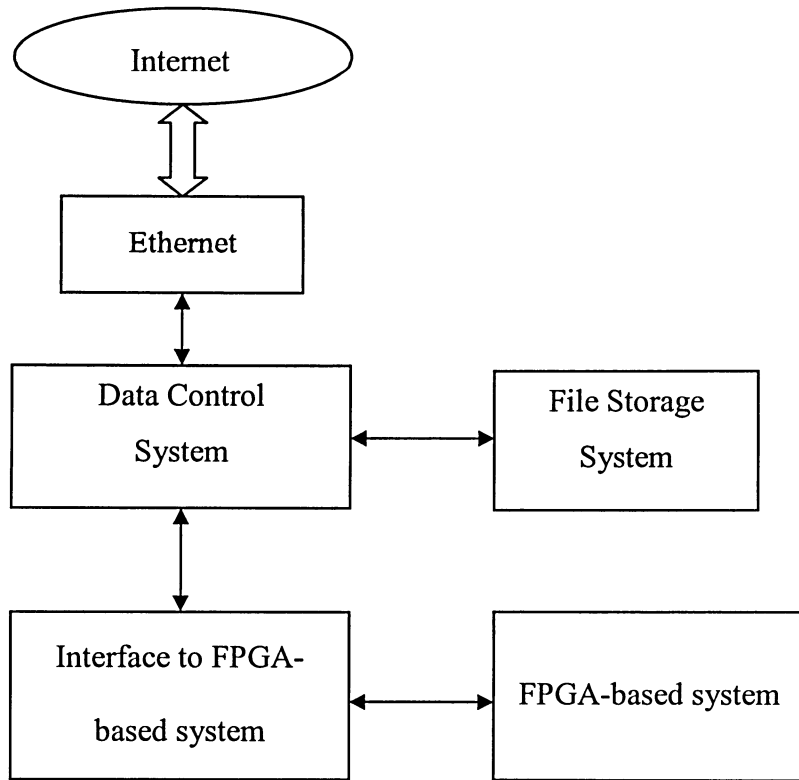 Internet
Ethernet
Data Control
System
File Storage
System
Interface to FPGA-
based system
FPGA-based system